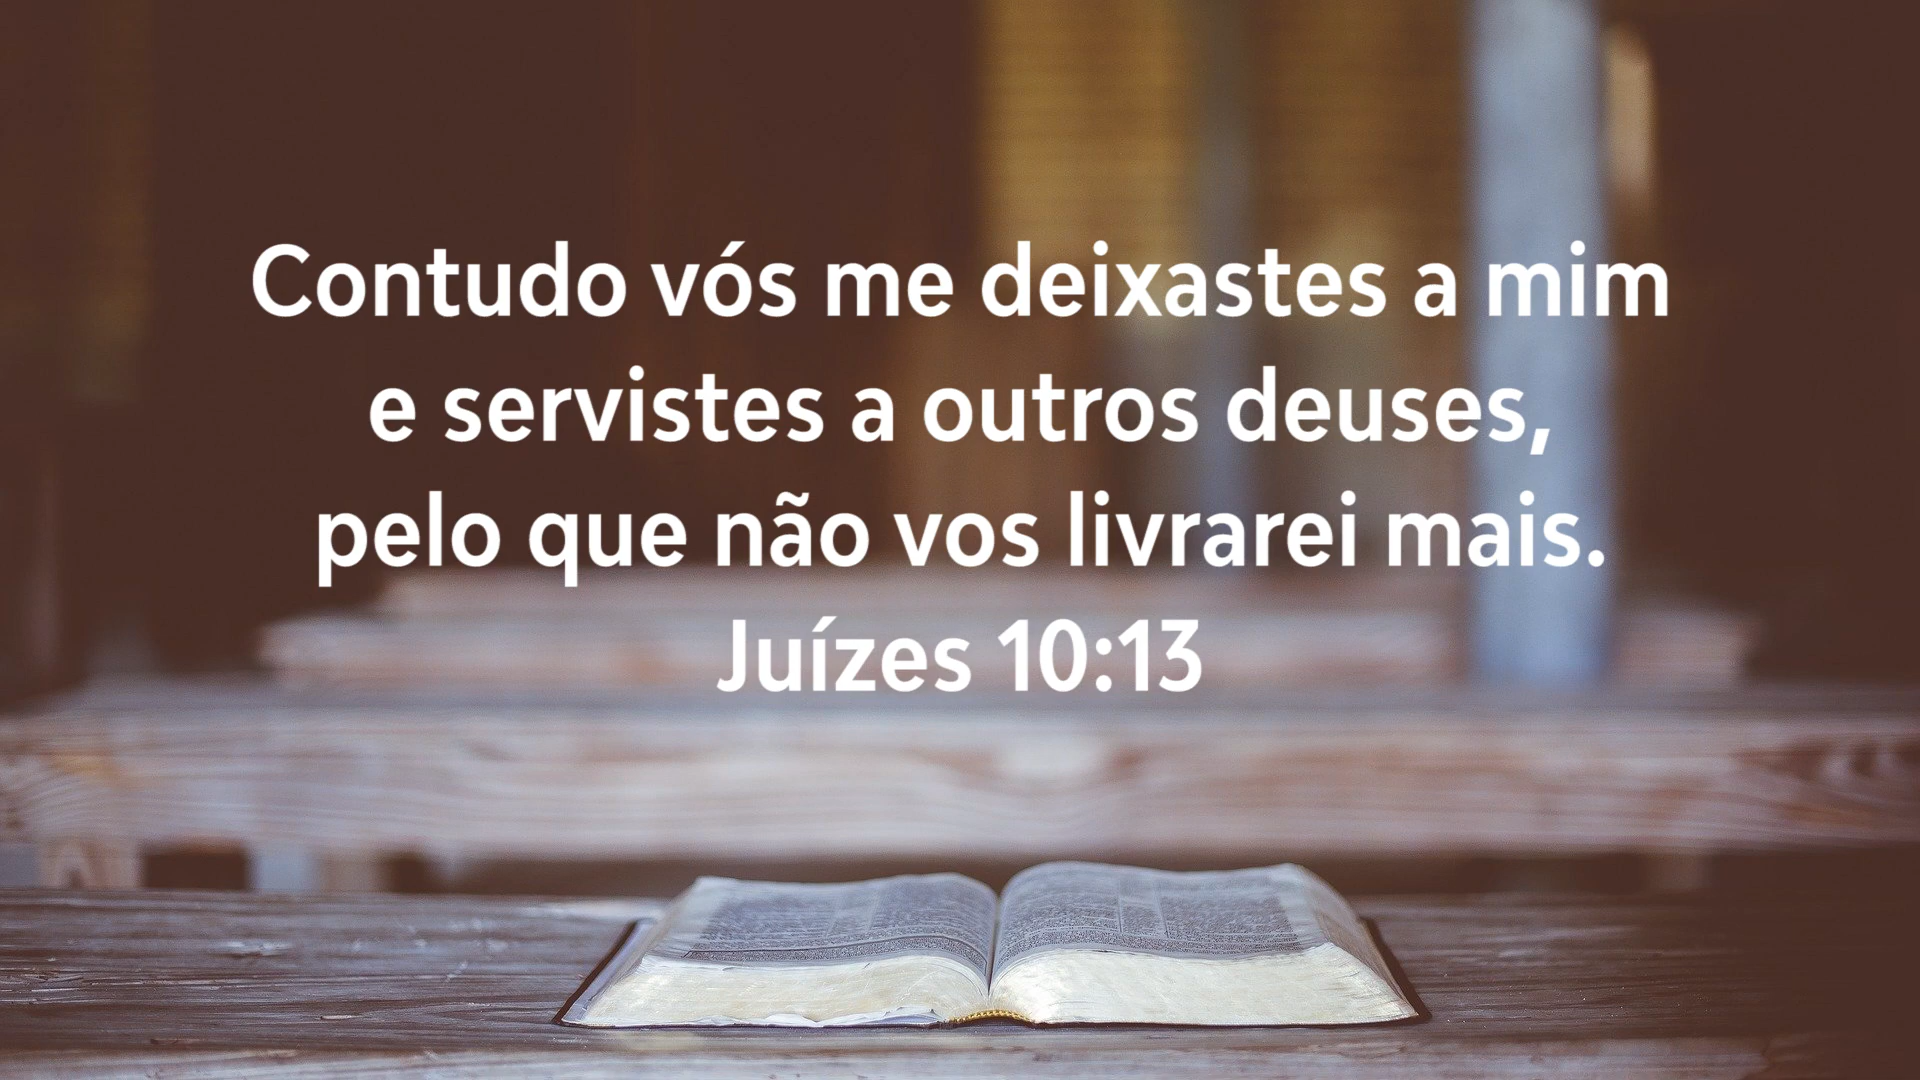 Contudo vós me deixastes a mim
e servistes a outros deuses,
pelo que não vos livrarei mais.
Juízes 10:13